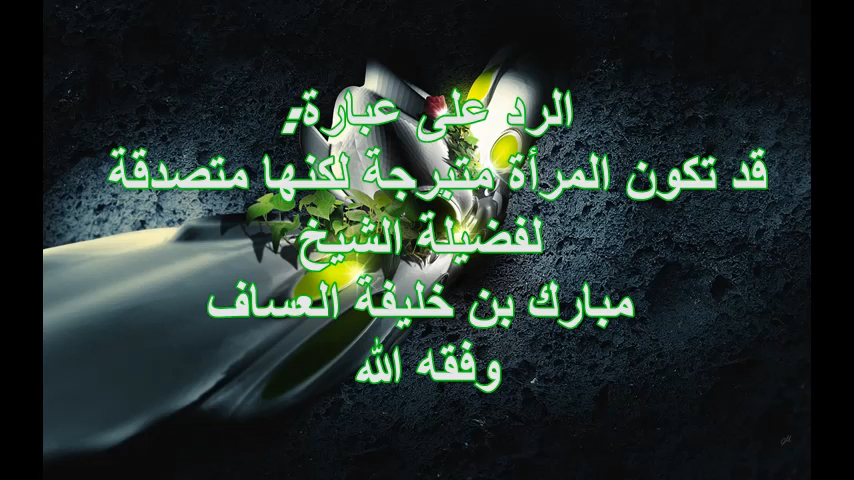 الرد على عبارة:
قد تكون المرأة متبرجة لكنها متصدقة
لفضيلة الشيخ
مبارك بن خليفة العساف
وفقه الله